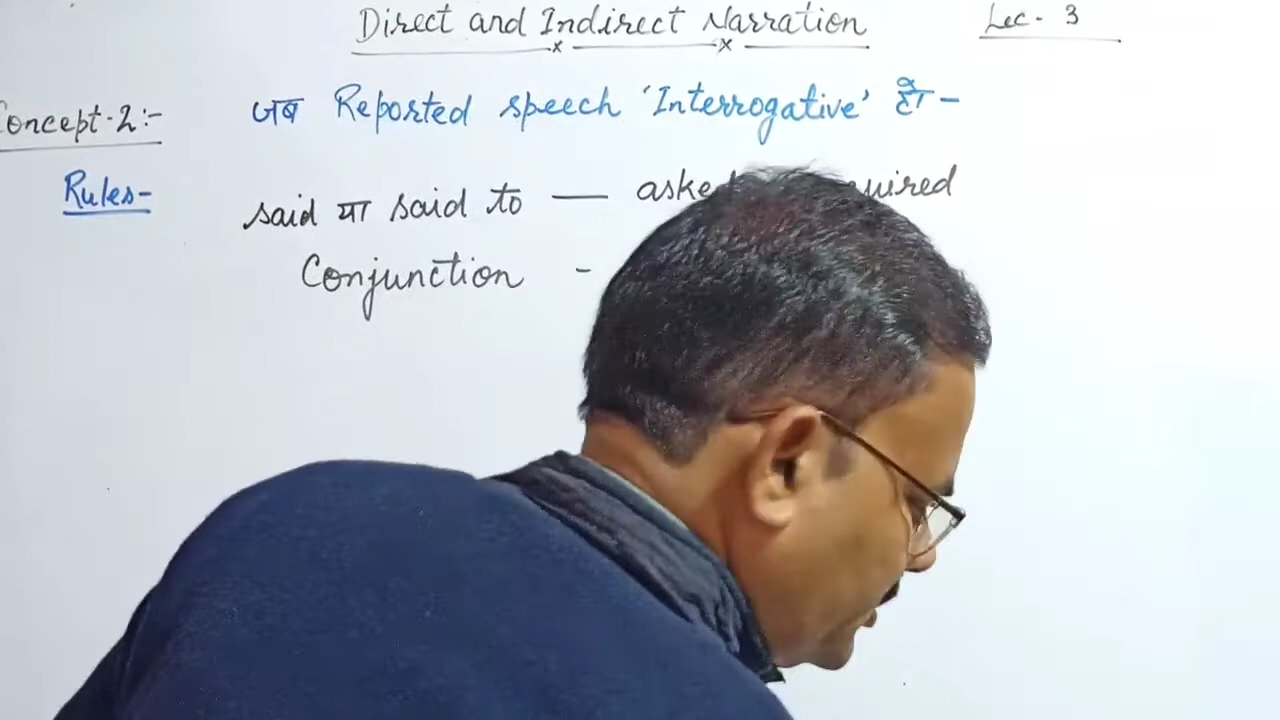 Direct and Indirect Narration
Lec - 3
Concept-2:-
जब Reported speech 'Interrogative' हो-
Rules-
said या said to — aske
Conjunction -